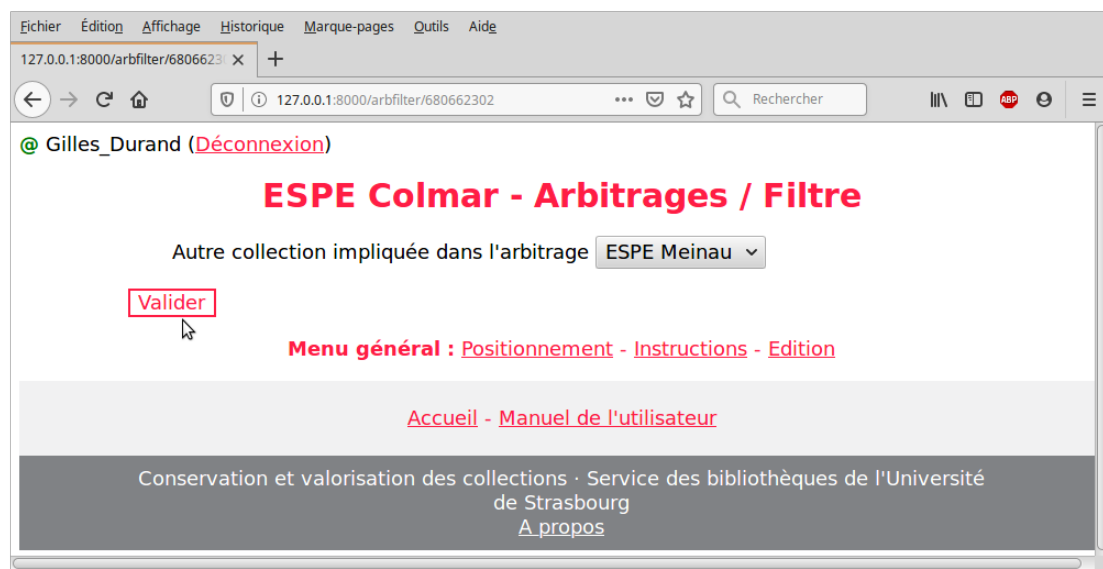 Fichier Édition Affichage Historique Marque-pages Outils Aide
127.0.0.1:8000/arbfilter/68066230
127.0.0.1:8000/arbfilter/680662302 Rechercher ABP
@ Gilles_Durand (Déconnexion)
ESPE Colmar - Arbitrages / Filtre
Autre collection impliquée dans l'arbitrage ESPE Meinau
Valider
Menu général : Positionnement - Instructions - Edition
Accueil - Manuel de l'utilisateur
Conservation et valorisation des collections · Service des bibliothèques de l'Université
de Strasbourg
A propos